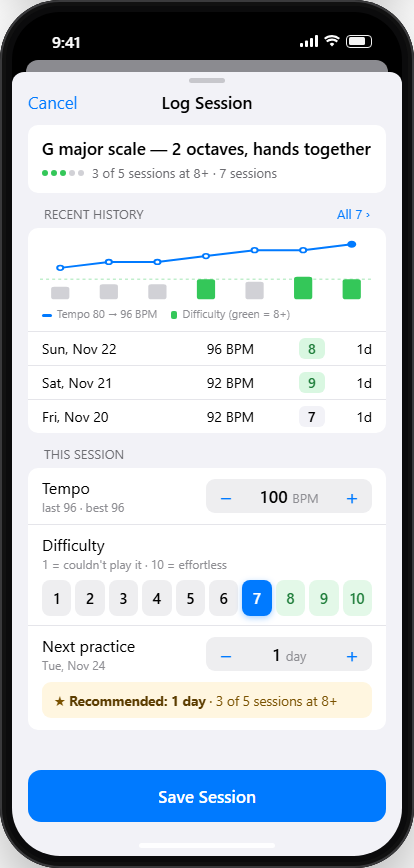 9:41
Cancel
Log Session
G major scale — 2 octaves, hands together
3 of 5 sessions at 8+ · 7 sessions
RECENT HISTORY
All 7 ›
Tempo 80 → 96 BPM
Difficulty (green = 8+)
Sun, Nov 22 96 BPM 8 1d
Sat, Nov 21 92 BPM 9 1d
Fri, Nov 20 92 BPM 7 1d
THIS SESSION
Tempo
last 96 · best 96
− 100 BPM +
Difficulty
1 = couldn't play it · 10 = effortless
1 2 3 4 5 6 7 8 9 10
Next practice
Tue, Nov 24
− 1 day +
★ Recommended: 1 day · 3 of 5 sessions at 8+
Save Session